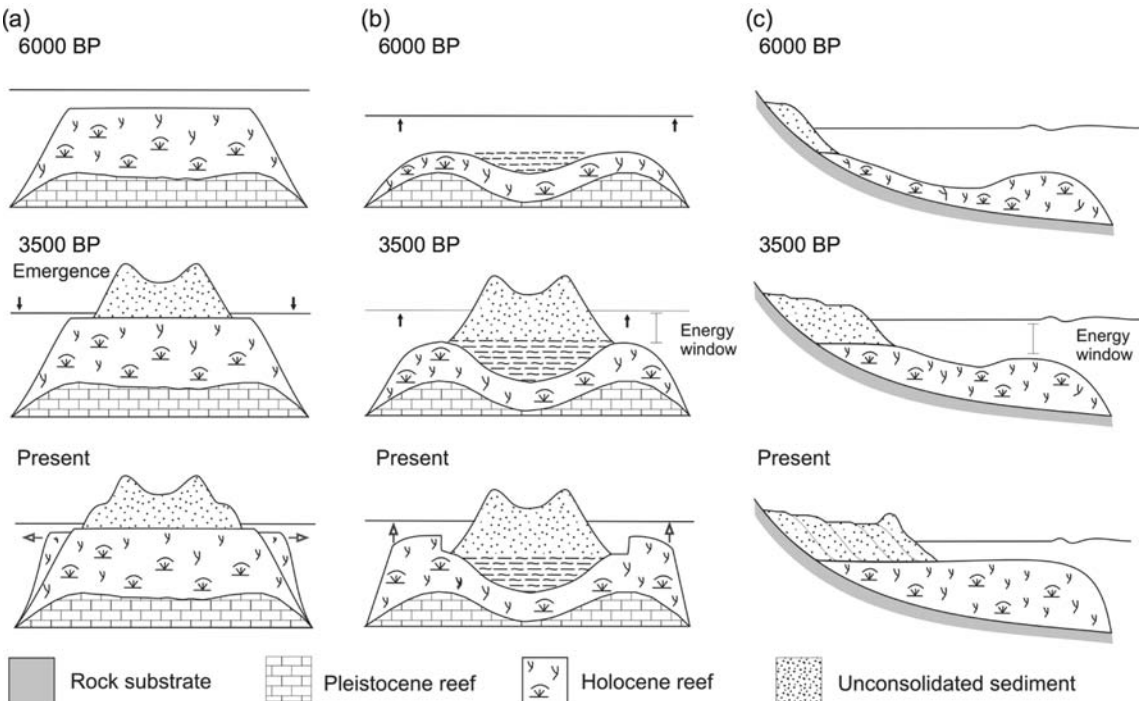 (a)
6000 BP
(b)
6000 BP
(c)
6000 BP
3500 BP
Emergence
3500 BP
Energy
window
3500 BP
Energy
window
Present
Present
Present
Rock substrate
Pleistocene reef
Holocene reef
Unconsolidated sediment